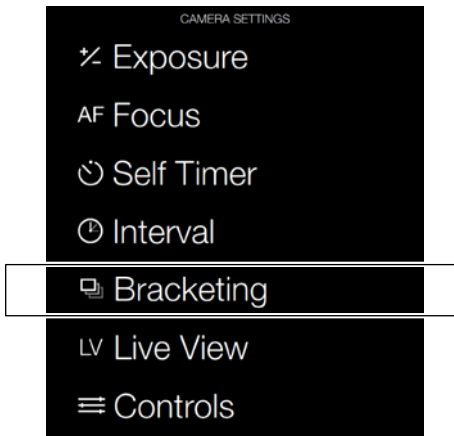 CAMERA SETTINGS
+/- Exposure
AF Focus
Self Timer
Interval
Bracketing
LV Live View
Controls